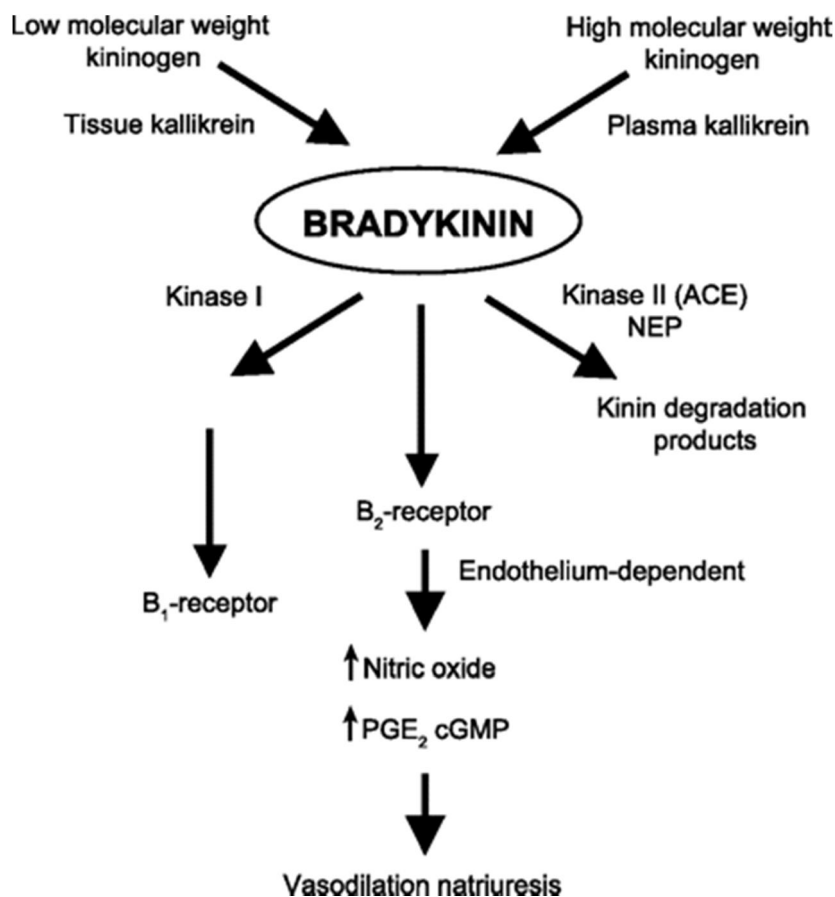 Low molecular weight
kininogen
High molecular weight
kininogen
Tissue kallikrein
Plasma kallikrein
BRADYKININ
Kinase I
Kinase II (ACE)
NEP
Kinin degradation
products
B₂-receptor
Endothelium-dependent
B₁-receptor
↑Nitric oxide
↑PGE₂ cGMP
Vasodilation natriuresis